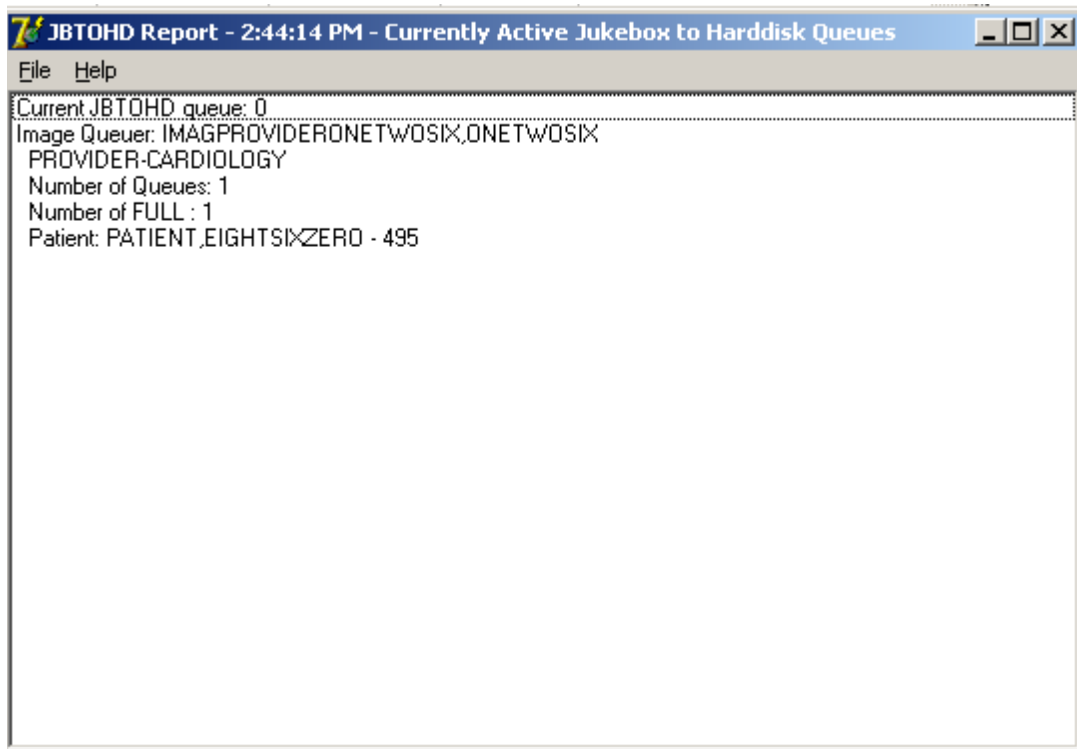 JBTOHD Report - 2:44:14 PM - Currently Active Jukebox to Harddisk Queues
File Help
Current JBTOHD queue: 0
Image Queuer: IMAGPROVIDERONETWOSIX,ONETWOSIX
PROVIDER-CARDIOLOGY
Number of Queues: 1
Number of FULL : 1
Patient: PATIENT,EIGHTSIXZERO - 495